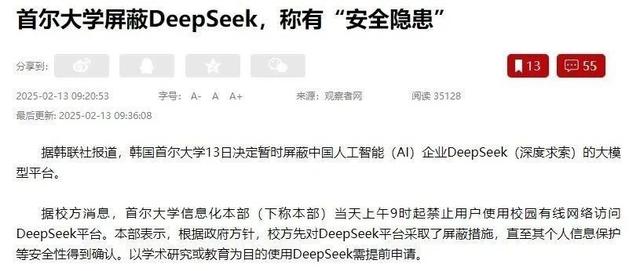 首尔大学屏蔽DeepSeek，称有“安全隐患”
分享到：
13
55
2025-02-13 09:20:53
字号： A- A A+
来源：观察者网
阅读 35128
最后更新: 2025-02-13 09:36:08
据韩联社报道，韩国首尔大学13日决定暂时屏蔽中国人工智能（AI）企业DeepSeek（深度求索）的大模
型平台。
据校方消息，首尔大学信息化本部（下称本部）当天上午9时起禁止用户使用校园有线网络访问
DeepSeek平台。本部表示，根据政府方针，校方先对DeepSeek平台采取了屏蔽措施，直至其个人信息保护
等安全性得到确认。以学术研究或教育为目的使用DeepSeek需提前申请。